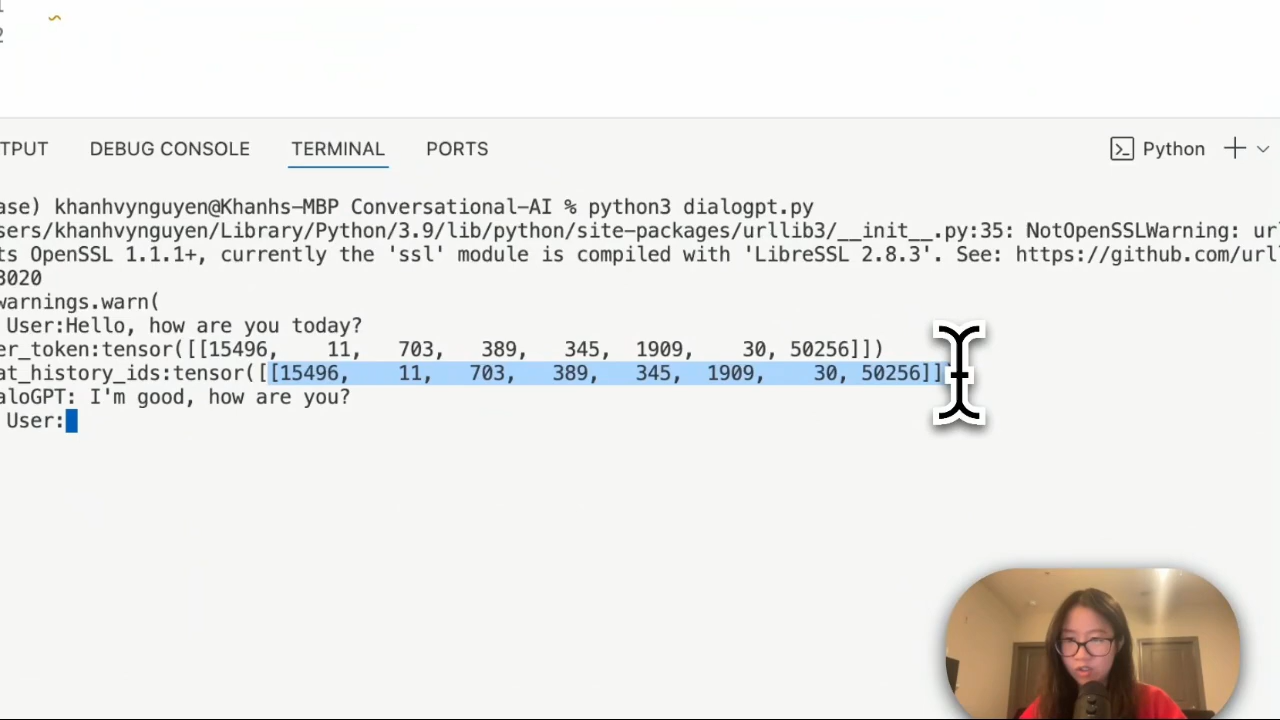 2
TPUT DEBUG CONSOLE TERMINAL PORTS Python
ase) khanhvynguyen@Khanhs-MBP Conversational-AI % python3 dialogpt.py
sers/khanhvynguyen/Library/Python/3.9/lib/python/site-packages/urllib3/__init__.py:35: NotOpenSSLWarning: url
ts OpenSSL 1.1.1+, currently the 'ssl' module is compiled with 'LibreSSL 2.8.3'. See: https://github.com/url
3020
warnings.warn(
User:Hello, how are you today?
er_token:tensor([[15496, 11, 703, 389, 345, 1909, 30, 50256]])
at_history_ids:tensor([[15496, 11, 703, 389, 345, 1909, 30, 50256]])
aloGPT: I'm good, how are you?
User: